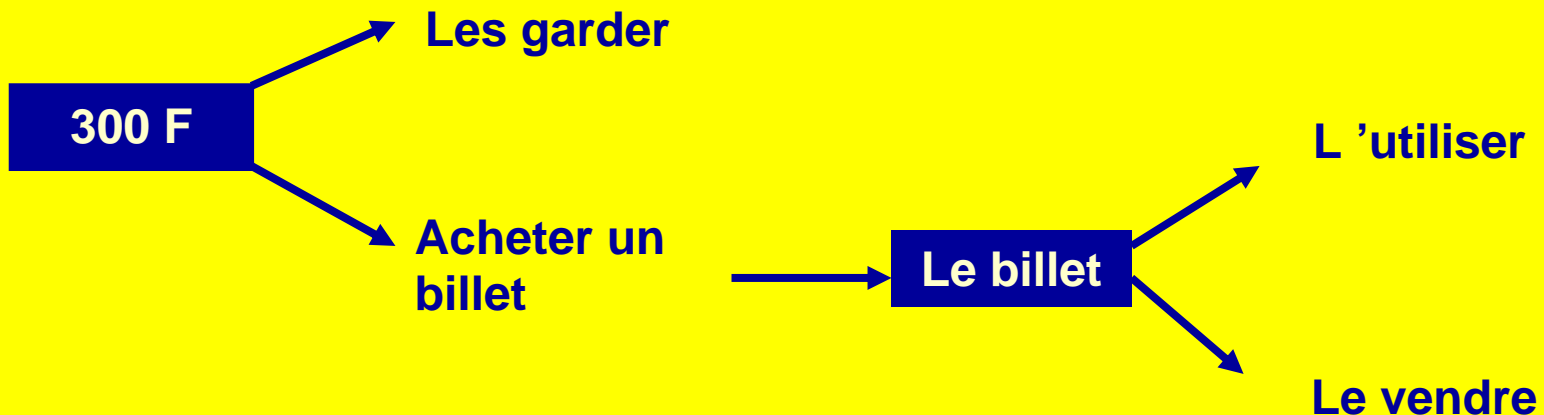 Les garder
300 F
L ’utiliser
Acheter un
billet
Le billet
Le vendre